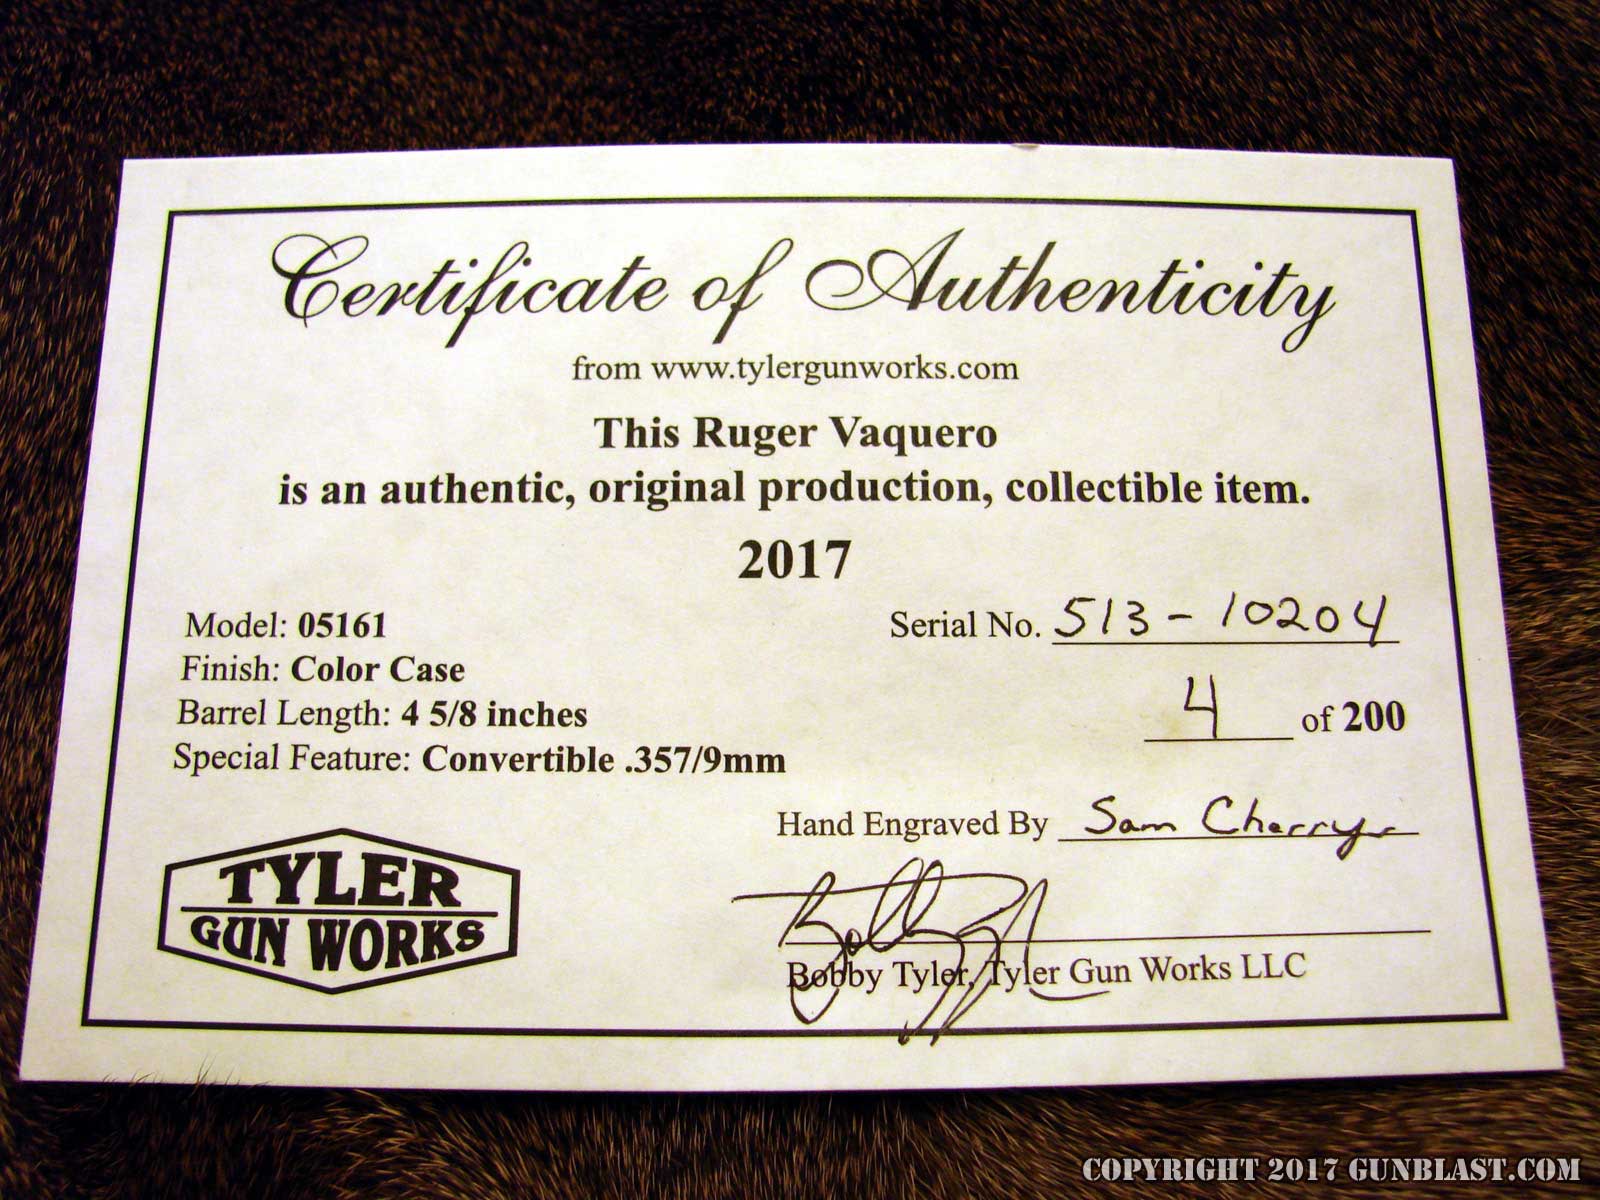 Certificate of Authenticity
from www.tylergunworks.com
This Ruger Vaquero
is an authentic, original production, collectible item.
2017
Model: 05161
Finish: Color Case
Barrel Length: 4 5/8 inches
Special Feature: Convertible .357/9mm
Serial No. 513-10204
4 of 200
Hand Engraved By Sam Cherry
Bobby Tyler, Tyler Gun Works LLC
TYLER
GUN WORKS
COPYRIGHT 2017 GUNBLAST.COM